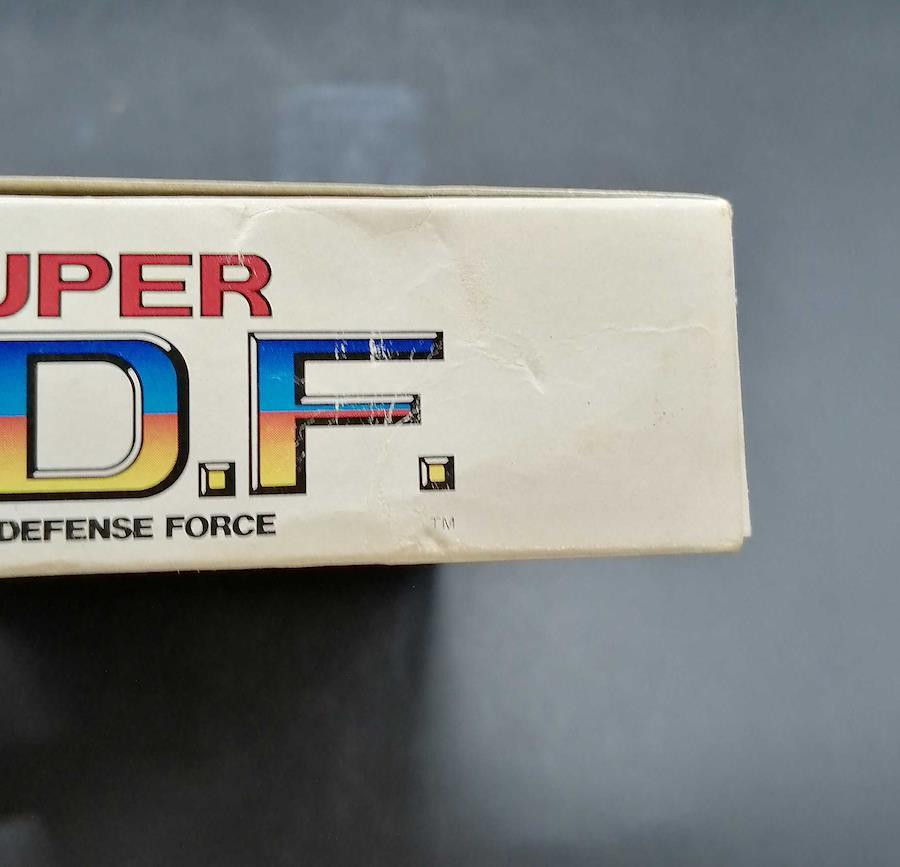 UPER
D.F.
DEFENSE FORCE
TM